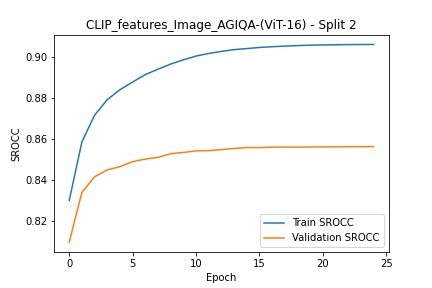 CLIP_features_Image_AGIQA-(ViT-16) - Split 2
SROCC
0.90
0.88
0.86
0.84
0.82
0
5
10
15
20
25
Epoch
Train SROCC
Validation SROCC